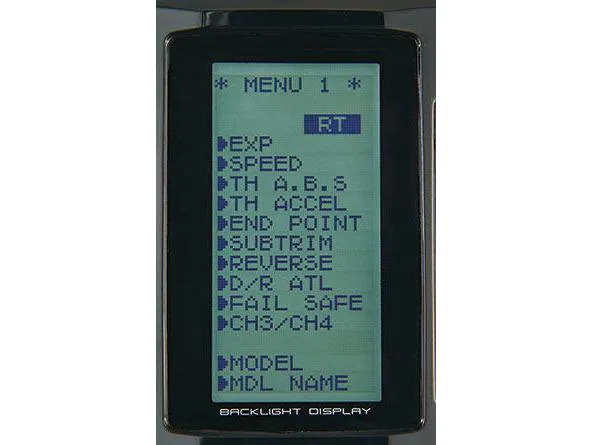 * MENU 1 *
RT
▶EXP
▶SPEED
▶TH A.B.S
▶TH ACCEL
▶END POINT
▶SUBTRIM
▶REVERSE
▶D/R ATL
▶FAIL SAFE
▶CH3/CH4
▶MODEL
▶MDL NAME
BACKLIGHT DISPLAY